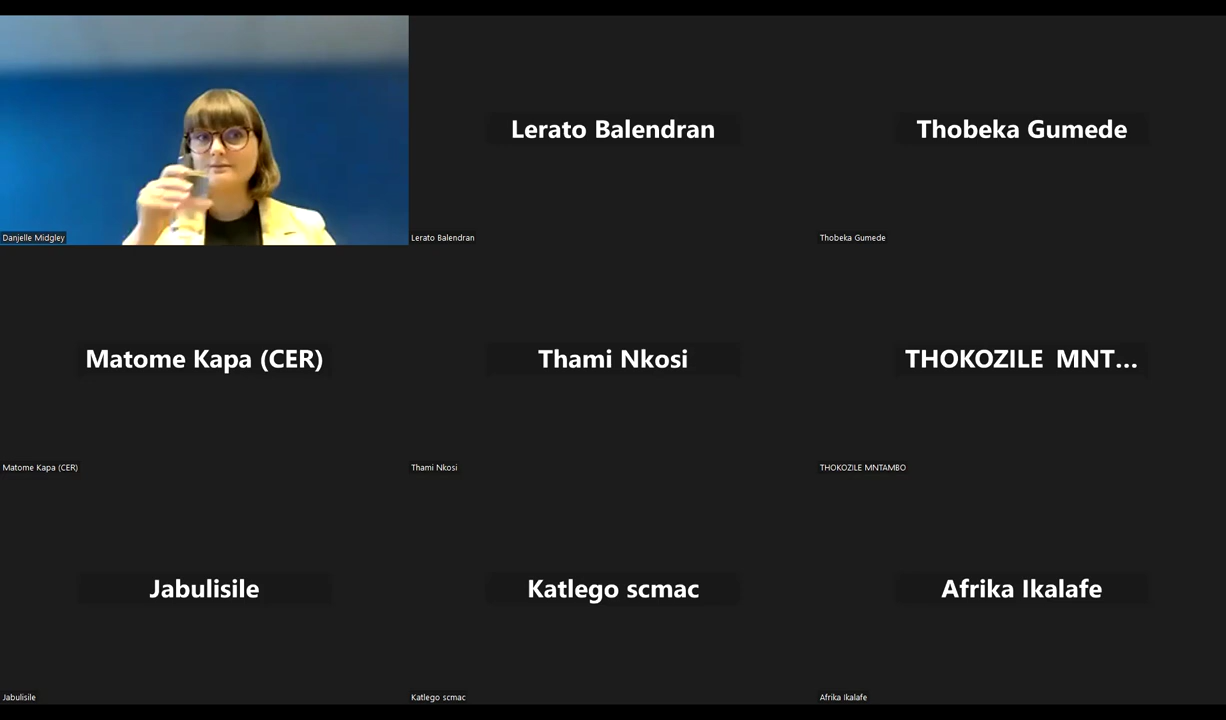 Lerato Balendran
Thobeka Gumede
Danjelle Midgley
Lerato Balendran
Thobeka Gumede
Matome Kapa (CER)
Thami Nkosi
THOKOZILE MNT...
Matome Kapa (CER)
Thami Nkosi
THOKOZILE MNTAMBO
Jabulisile
Katlego scmac
Afrika Ikalafe
Jabulisile
Katlego scmac
Afrika Ikalafe